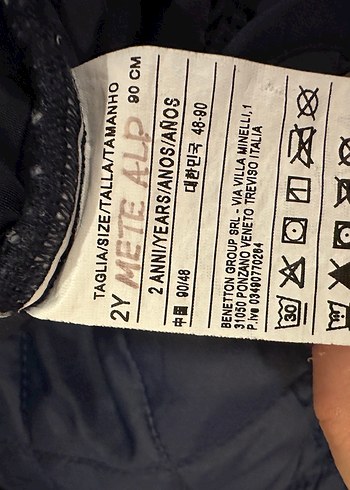 TAGLIA/SIZE/TALLA/TAMANHO
2Y METE ALP 90 CM
2 ANNI/YEARS/ANOS/AÑOS
中国 90/48 대한민국 48-90
BENETTON GROUP SRL - VIA VILLA MINELLI,1
31050 PONZANO VENETO TREVISO ITALIA
P.iva 03490770264
30